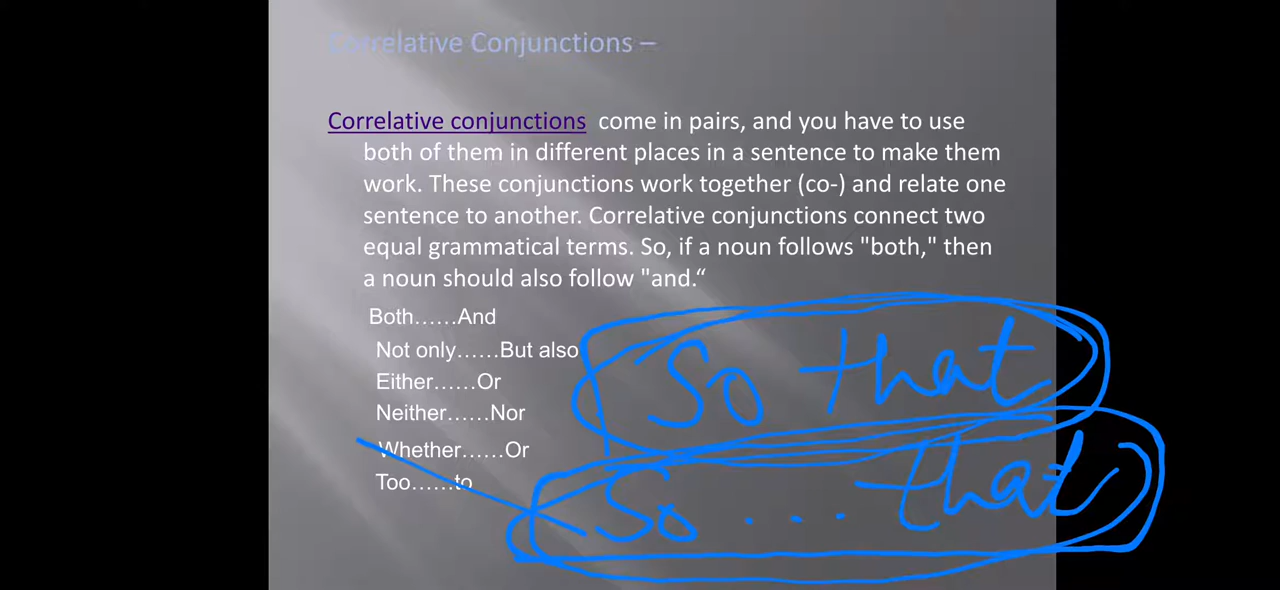 Correlative Conjunctions –
Correlative conjunctions come in pairs, and you have to use
both of them in different places in a sentence to make them
work. These conjunctions work together (co-) and relate one
sentence to another. Correlative conjunctions connect two
equal grammatical terms. So, if a noun follows "both," then
a noun should also follow "and.“
Both……And
Not only……But also
Either……Or
Neither……Nor
Whether……Or
Too……to
So that
So ... that